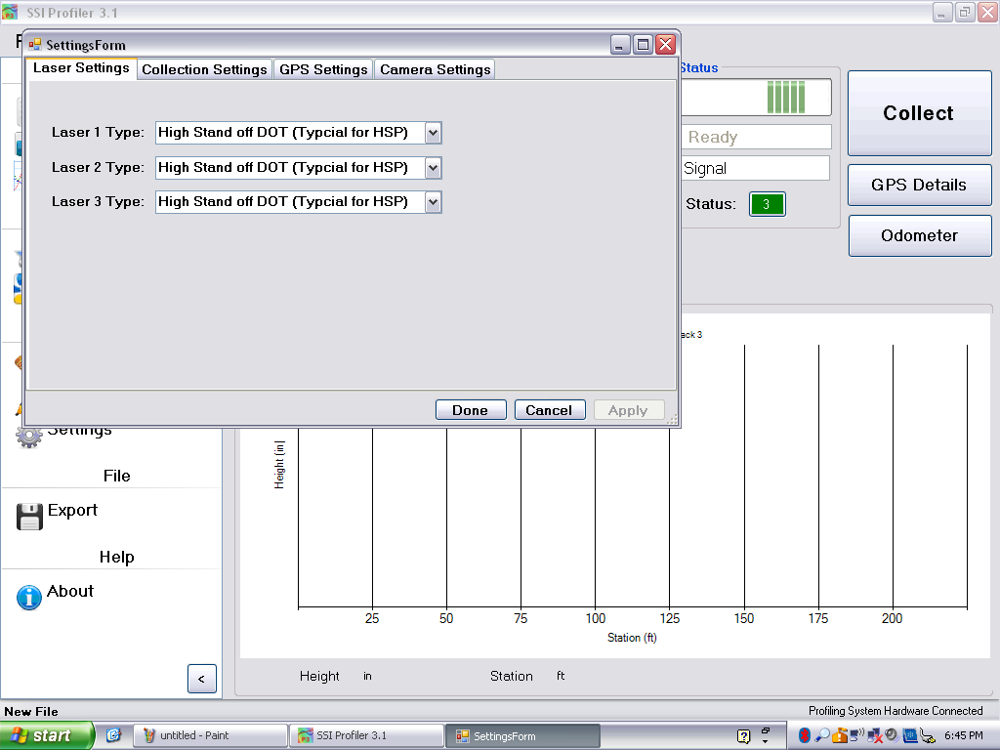 SSI Profiler 3.1
SettingsForm
Laser Settings
Collection Settings
GPS Settings
Camera Settings
Laser 1 Type:
High Stand off DOT (Typcial for HSP)
Laser 2 Type:
High Stand off DOT (Typcial for HSP)
Laser 3 Type:
High Stand off DOT (Typcial for HSP)
Done
Cancel
Apply
Status
Ready
Signal
Status:
3
Collect
GPS Details
Odometer
Settings
File
Export
Help
About
<
ack 3
Height (in)
25
50
75
100
125
150
175
200
Station (ft)
Height in
Station ft
New File
Profiling System Hardware Connected
start
untitled - Paint
SSI Profiler 3.1
SettingsForm
6:45 PM